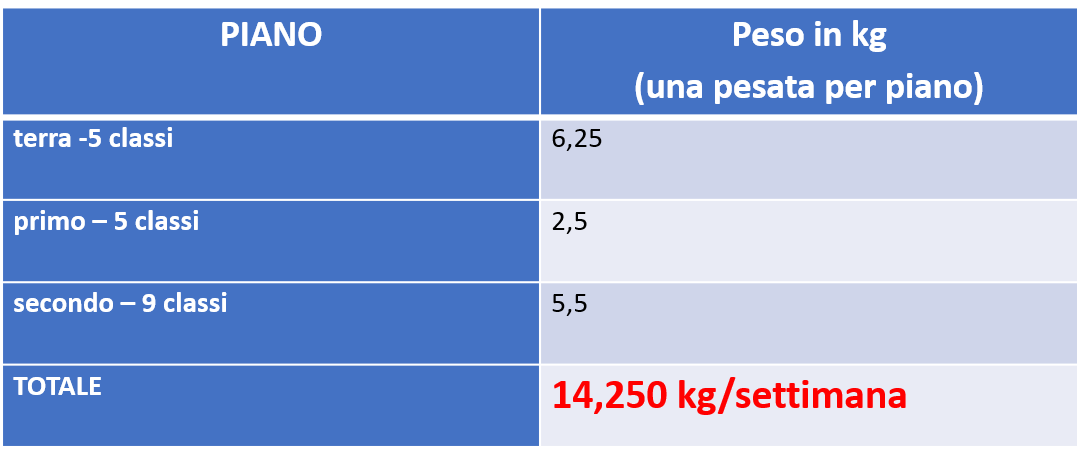 PIANO
Peso in kg
(una pesata per piano)
terra -5 classi
6,25
primo – 5 classi
2,5
secondo – 9 classi
5,5
TOTALE
14,250 kg/settimana